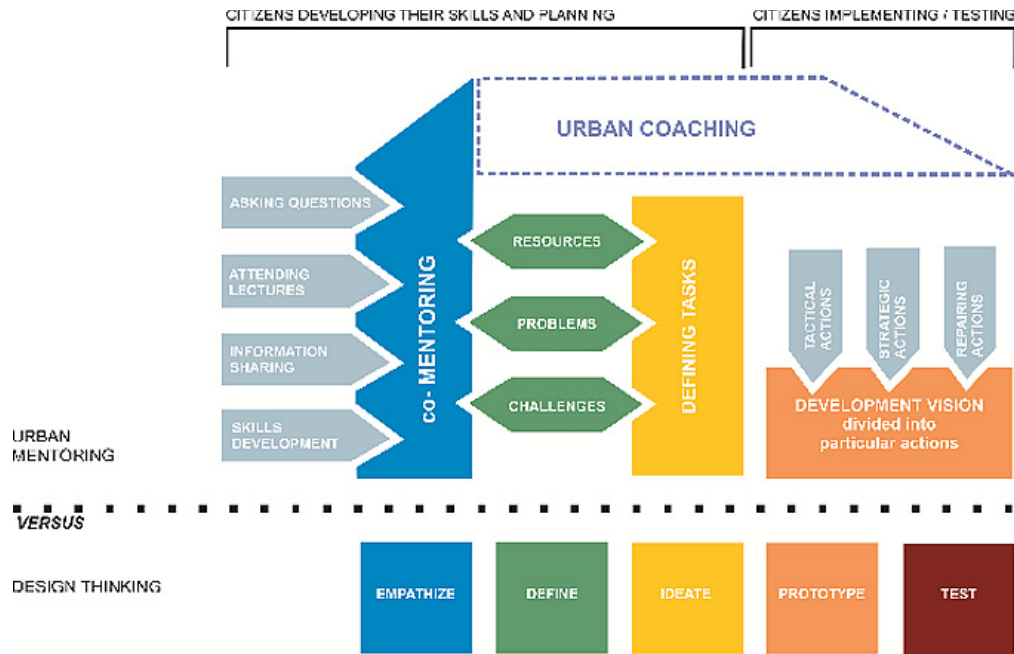 CITIZENS DEVELOPING THEIR SKILLS AND PLANNING
CITIZENS IMPLEMENTING / TESTING
URBAN COACHING
ASKING QUESTIONS
ATTENDING
LECTURES
INFORMATION
SHARING
SKILLS
DEVELOPMENT
co- MENTORING
RESOURCES
PROBLEMS
CHALLENGES
DEFINING TASKS
TACTICAL
ACTIONS
STRATEGIC
ACTIONS
REPAIRING
ACTIONS
DEVELOPMENT VISION
divided into
particular actions
URBAN
MENTORING
VERSUS
DESIGN THINKING
EMPATHIZE
DEFINE
IDEATE
PROTOTYPE
TEST